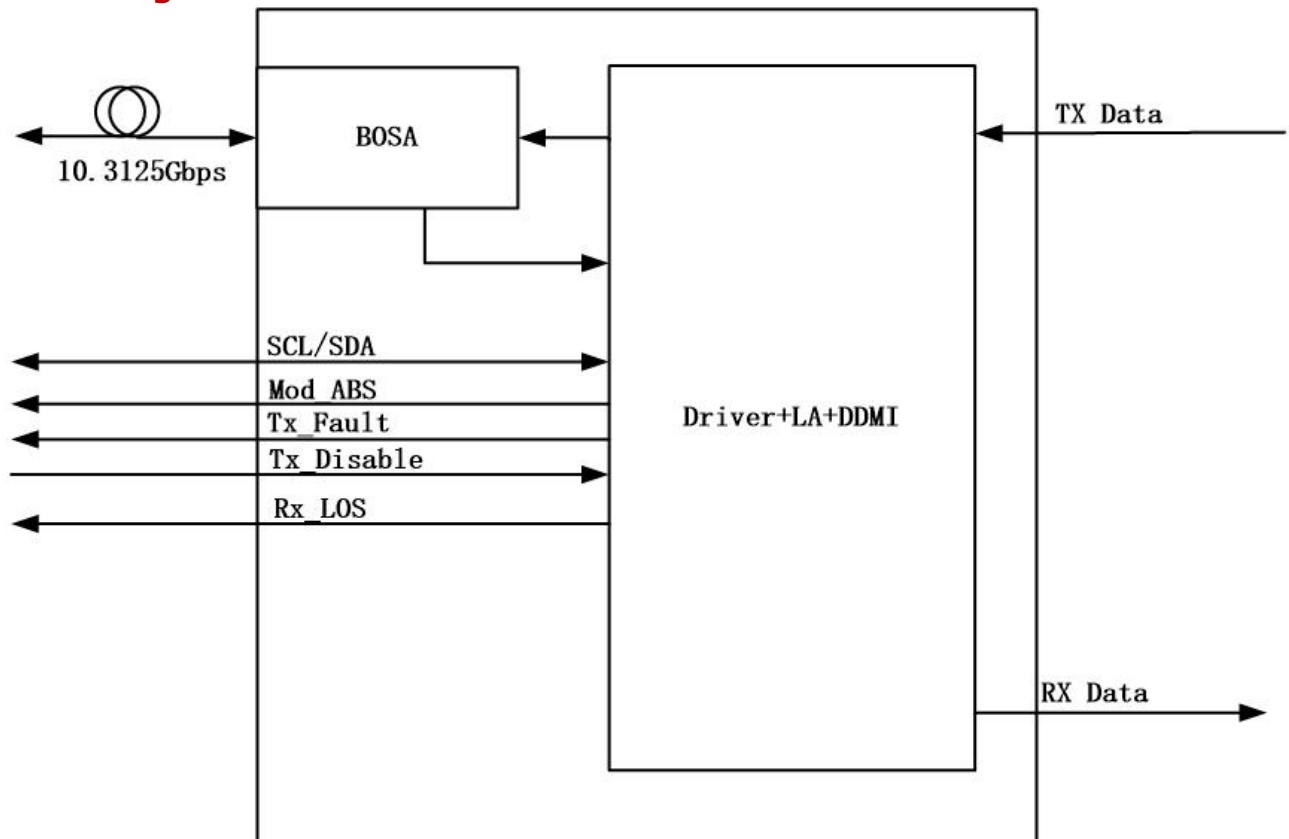 BOSA
TX Data
10.3125Gbps
SCL/SDA
Mod_ABS
Tx_Fault
Driver+LA+DDMI
Tx_Disable
Rx_LOS
RX Data